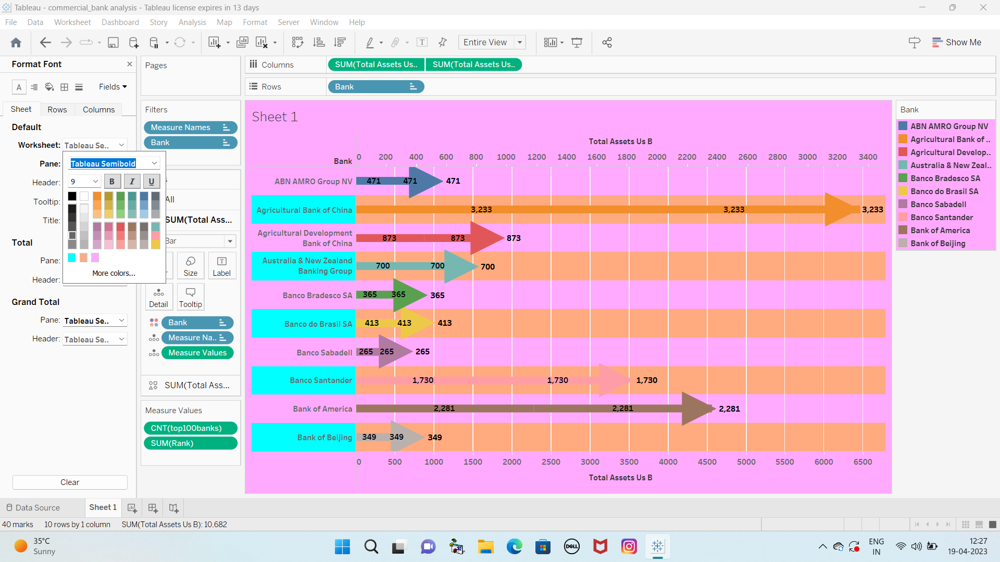 Tableau - commercial_bank analysis - Tableau license expires in 13 days
File Data Worksheet Dashboard Story Analysis Map Format Server Window Help
Entire View
Show Me
Format Font
Fields
Sheet Rows Columns
Default
Worksheet: Tableau Se..
Pane: Tableau Semibold
Header: 9 B I U
Tooltip:
Title:
Total
Pane:
More colors...
Header:
Grand Total
Pane: Tableau Se..
Header: Tableau Se..
Clear
Pages
Filters
Measure Names
Bank
All
SUM(Total Ass...
Bar
Size Label
Detail Tooltip
Bank
Measure Na..
Measure Values
SUM(Total Ass...
Measure Values
CNT(top100banks)
SUM(Rank)
Columns SUM(Total Assets Us.. SUM(Total Assets Us..
Rows Bank
Sheet 1
Total Assets Us B
Bank 0 200 400 600 800 1000 1200 1400 1600 1800 2000 2200 2400 2600 2800 3000 3200 3400
ABN AMRO Group NV 471 471 471
Agricultural Bank of China 3,233 3,233 3,233
Agricultural Development
Bank of China 873 873 873
Australia & New Zealand
Banking Group 700 700 700
Banco Bradesco SA 365 365 365
Banco do Brasil SA 413 413 413
Banco Sabadell 265 265 265
Banco Santander 1,730 1,730 1,730
Bank of America 2,281 2,281 2,281
Bank of Beijing 349 349 349
0 500 1000 1500 2000 2500 3000 3500 4000 4500 5000 5500 6000 6500
Total Assets Us B
Bank
ABN AMRO Group NV
Agricultural Bank of ..
Agricultural Develop..
Australia & New Zeal..
Banco Bradesco SA
Banco do Brasil SA
Banco Sabadell
Banco Santander
Bank of America
Bank of Beijing
Data Source Sheet 1
40 marks 10 rows by 1 column SUM(Total Assets Us B): 10,682
35°C
Sunny
DELL
ENG
IN
12:27
19-04-2023